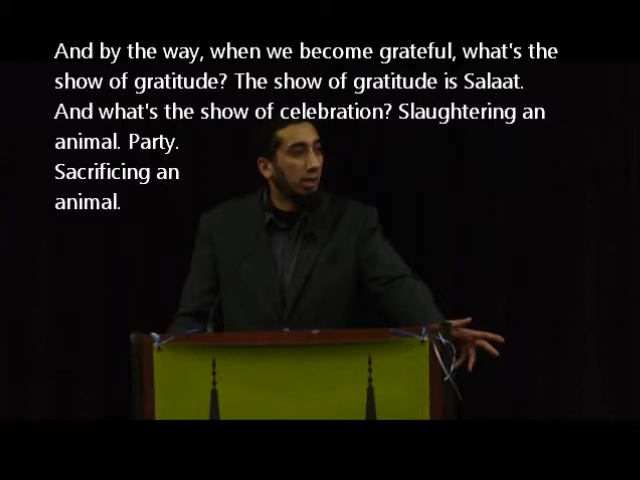 And by the way, when we become grateful, what's the
show of gratitude? The show of gratitude is Salaat.
And what's the show of celebration? Slaughtering an
animal. Party.
Sacrificing an
animal.